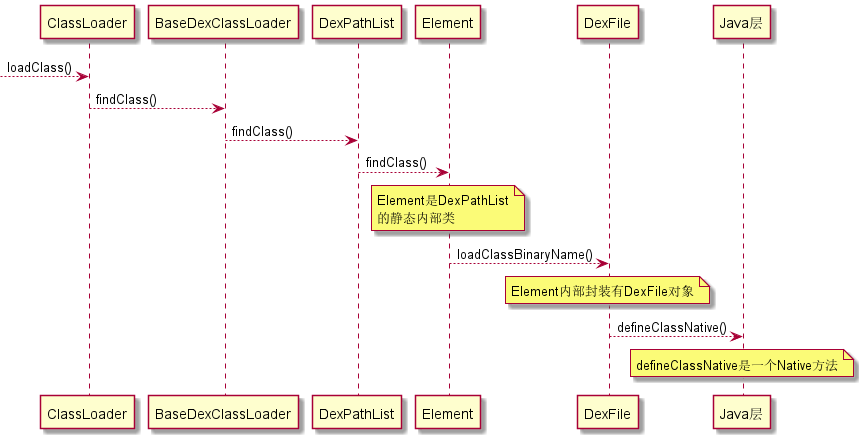 ClassLoader BaseDexClassLoader DexPathList Element DexFile Java层
loadClass()
findClass()
findClass()
findClass()
Element是DexPathList
的静态内部类
loadClassBinaryName()
Element内部封装有DexFile对象
defineClassNative()
defineClassNative是一个Native方法
ClassLoader BaseDexClassLoader DexPathList Element DexFile Java层